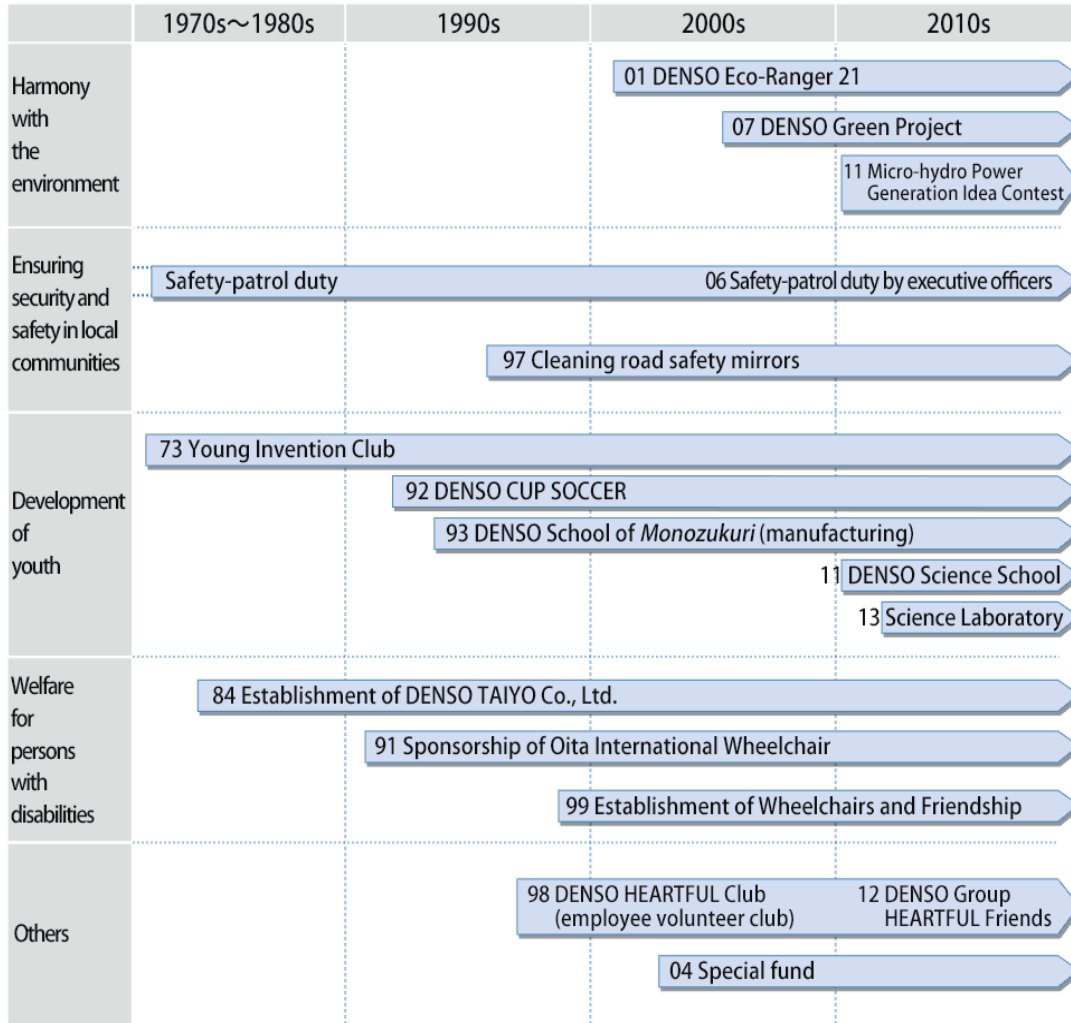 1970s～1980s 1990s 2000s 2010s
Harmony
with
the
environment
01 DENSO Eco-Ranger 21
07 DENSO Green Project
11 Micro-hydro Power
Generation Idea Contest
Ensuring
security and
safety in local
communities
Safety-patrol duty 06 Safety-patrol duty by executive officers
97 Cleaning road safety mirrors
Development
of
youth
73 Young Invention Club
92 DENSO CUP SOCCER
93 DENSO School of Monozukuri (manufacturing)
11 DENSO Science School
13 Science Laboratory
Welfare
for
persons
with
disabilities
84 Establishment of DENSO TAIYO Co., Ltd.
91 Sponsorship of Oita International Wheelchair
99 Establishment of Wheelchairs and Friendship
Others
98 DENSO HEARTFUL Club
(employee volunteer club)
12 DENSO Group
HEARTFUL Friends
04 Special fund